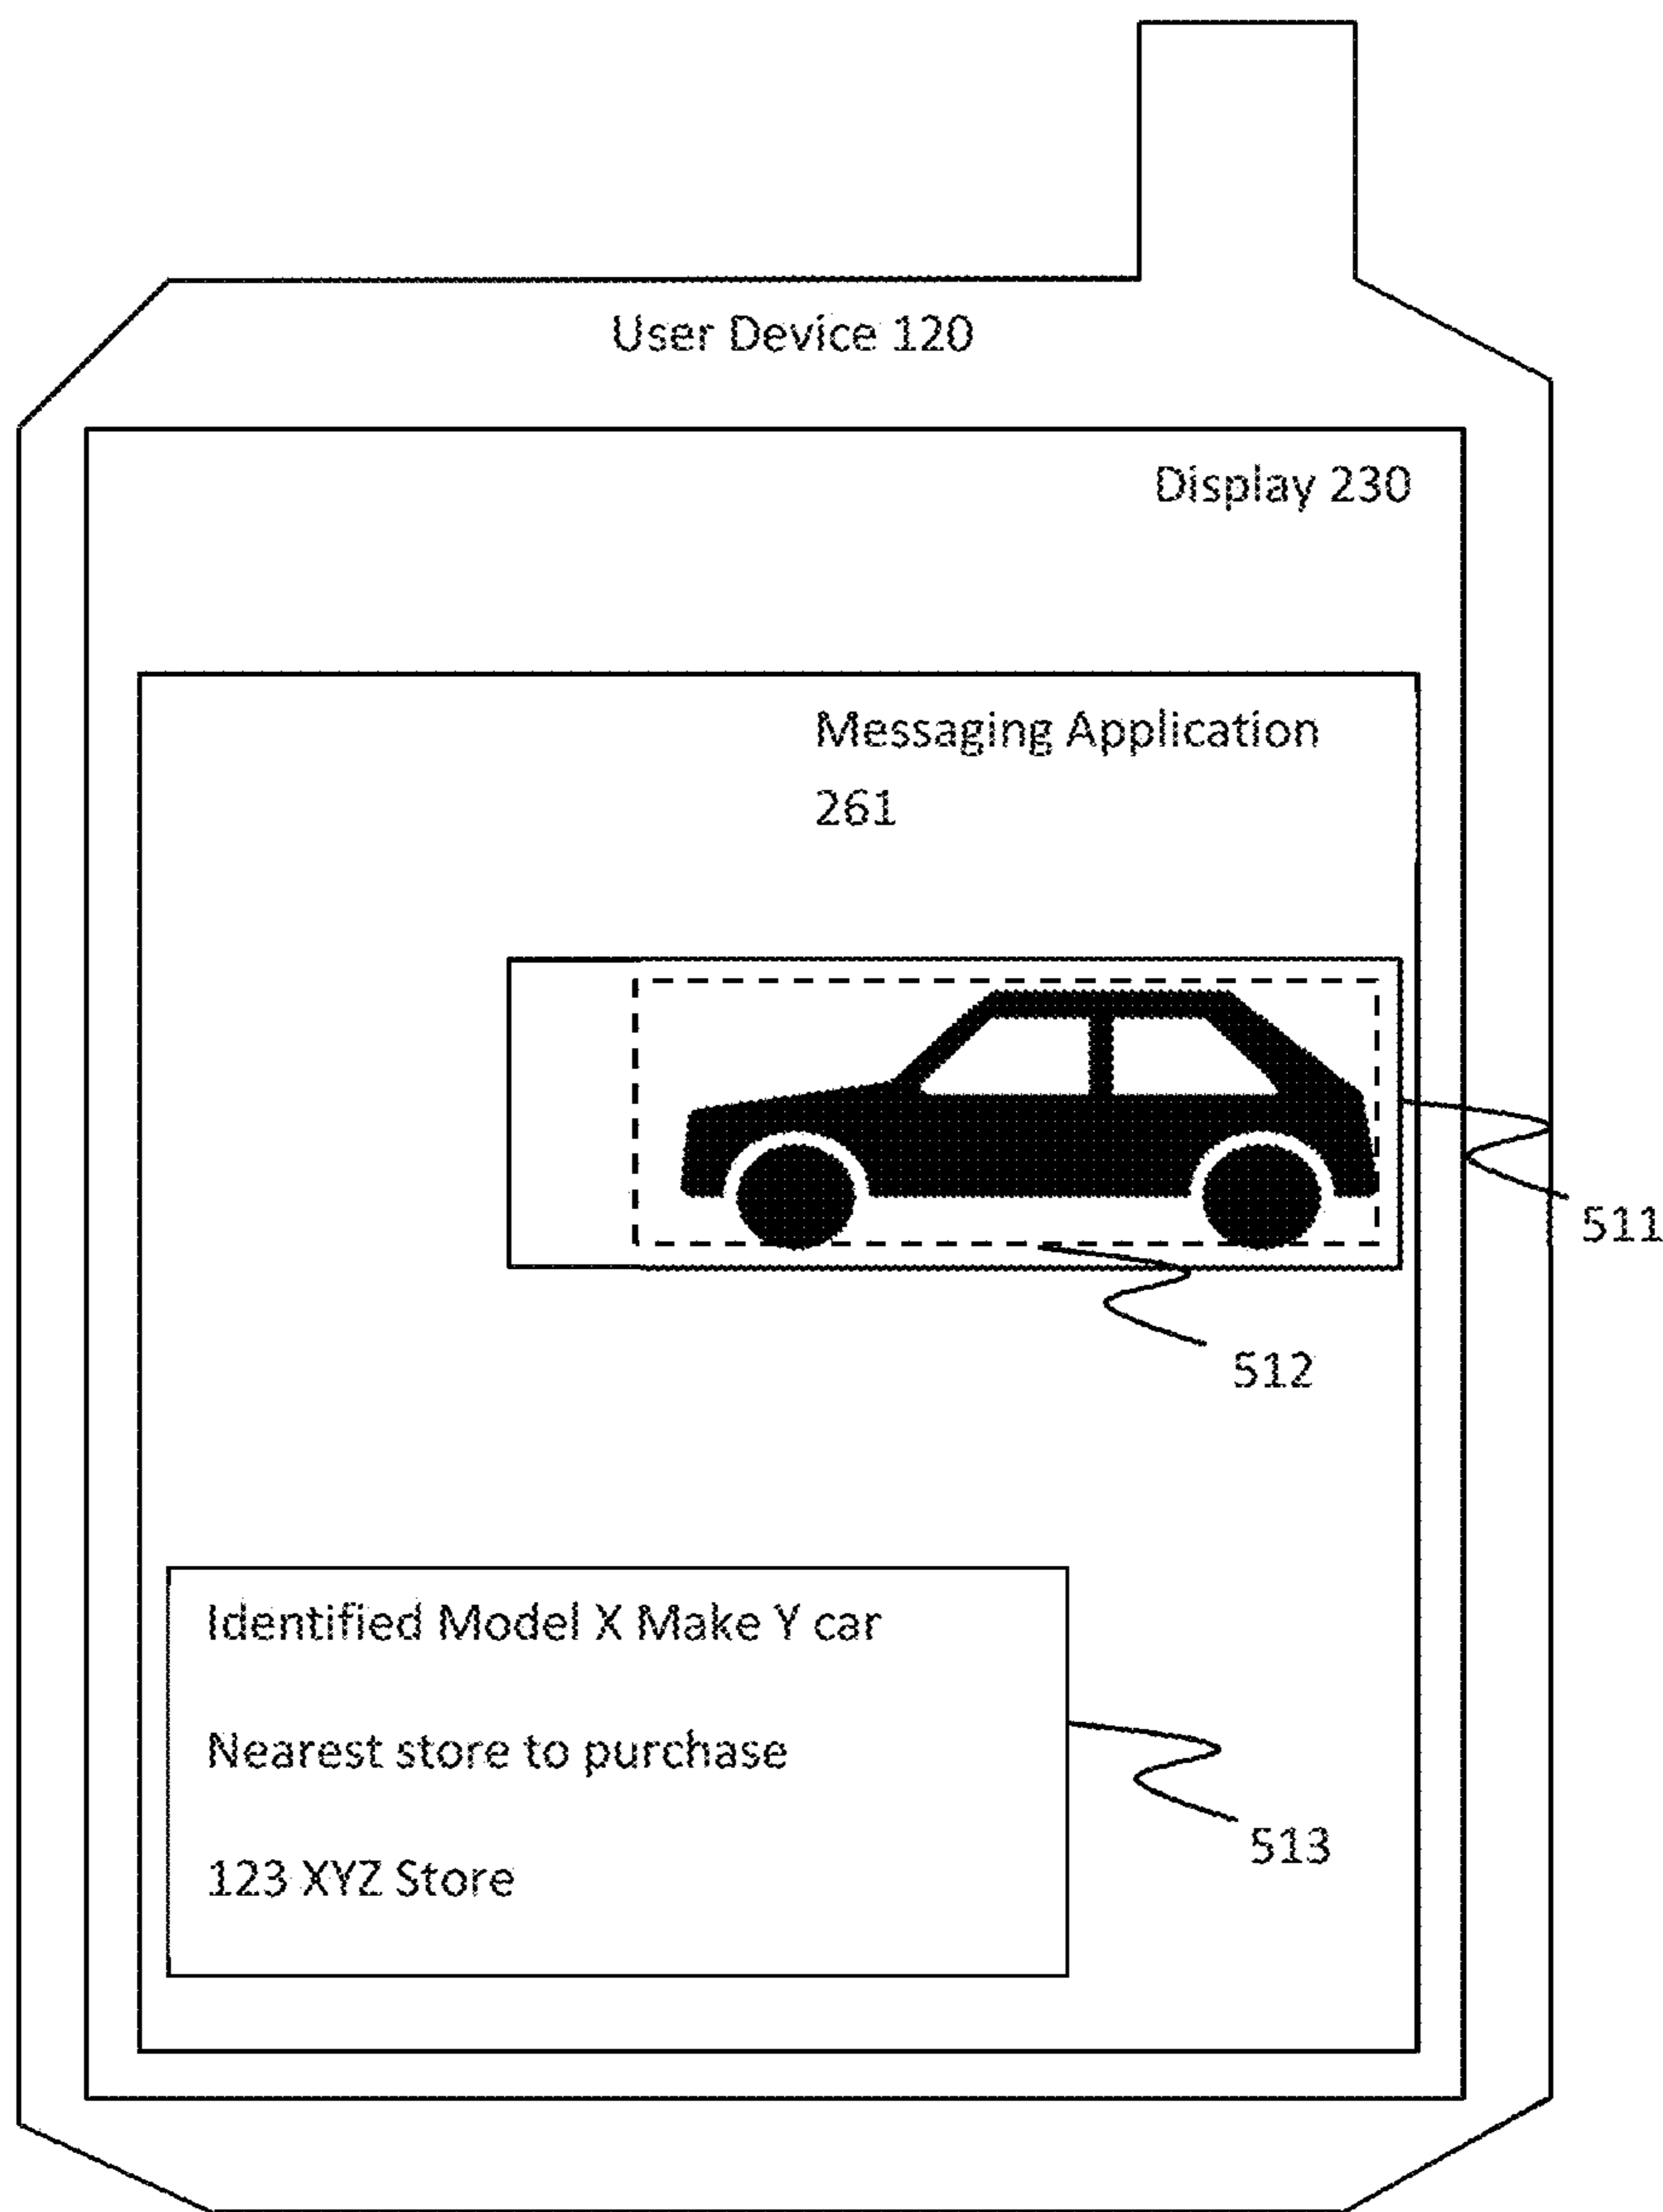 User Device 120
Display 230
Messaging Application
261
511
512
Identified Model X Make Y car
Nearest store to purchase
513
123 XYZ Store